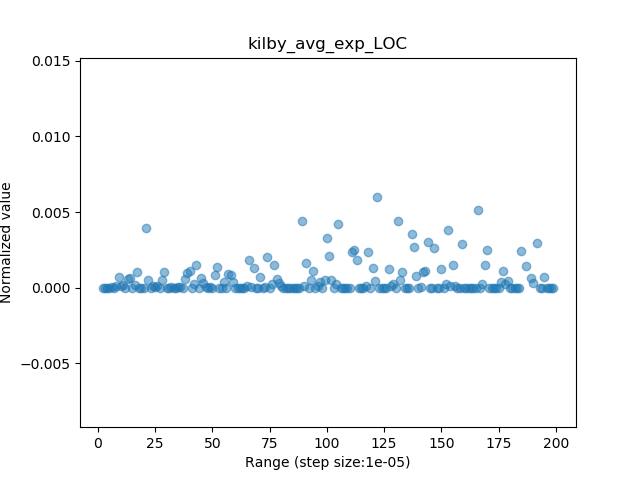 kilby_avg_exp_LOC
Normalized value
0.015
0.010
0.005
0.000
−0.005
0 25 50 75 100 125 150 175 200
Range (step size:1e-05)